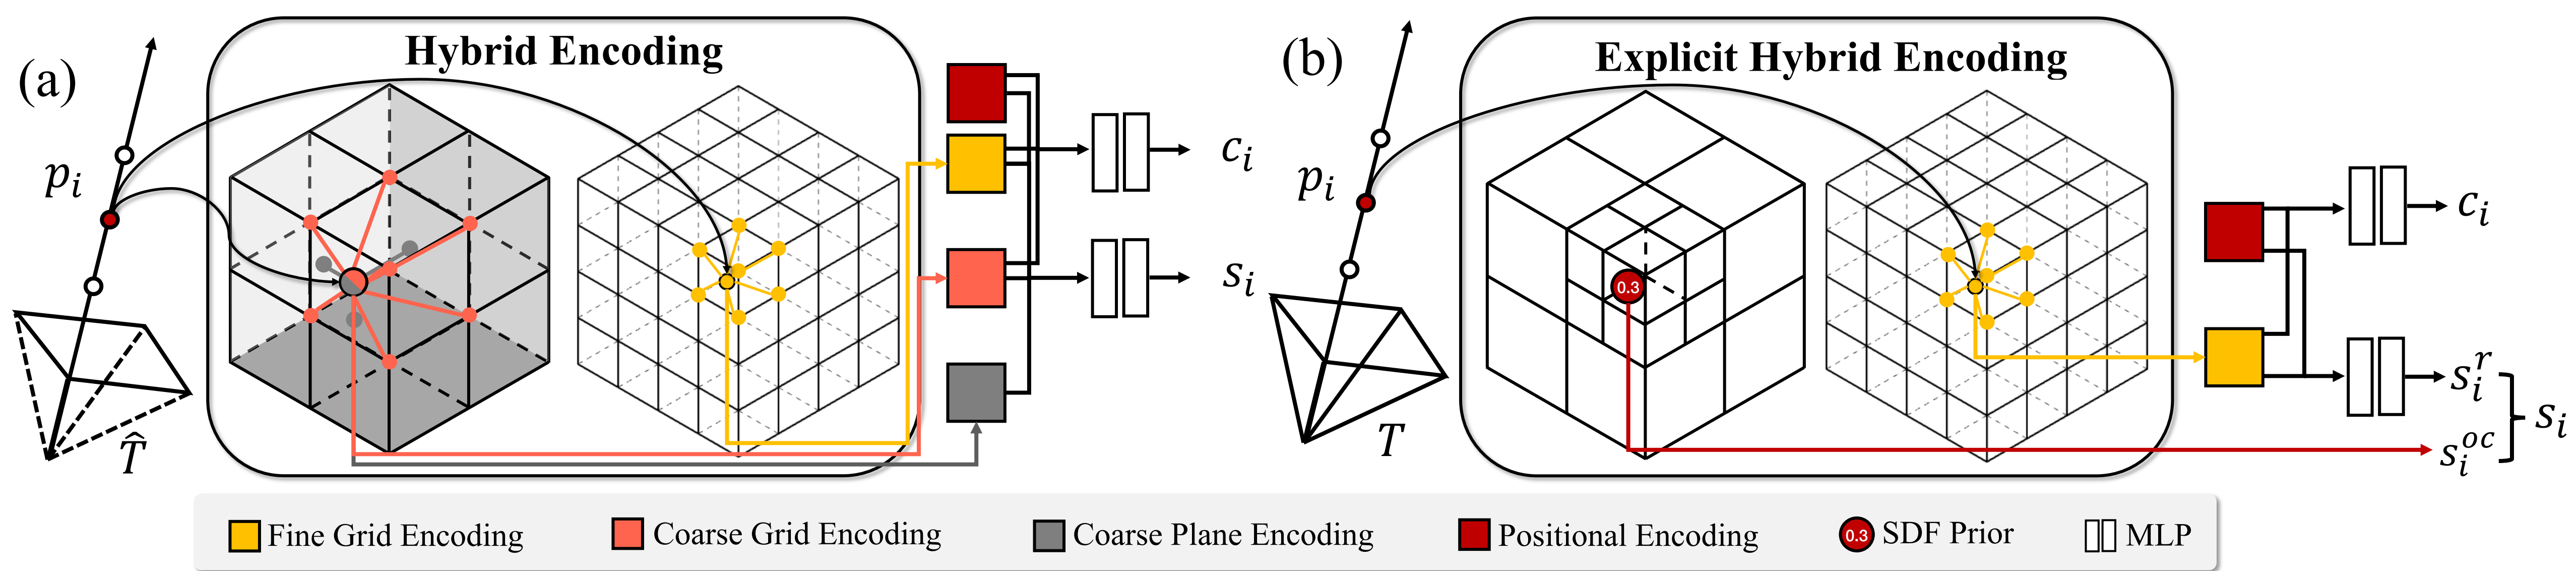 (a)
Hybrid Encoding
p_i
T̂
c_i
s_i
(b)
Explicit Hybrid Encoding
p_i
0.3
T
c_i
s_i^r
s_i^{oc}
s_i
Fine Grid Encoding
Coarse Grid Encoding
Coarse Plane Encoding
Positional Encoding
0.3 SDF Prior
MLP